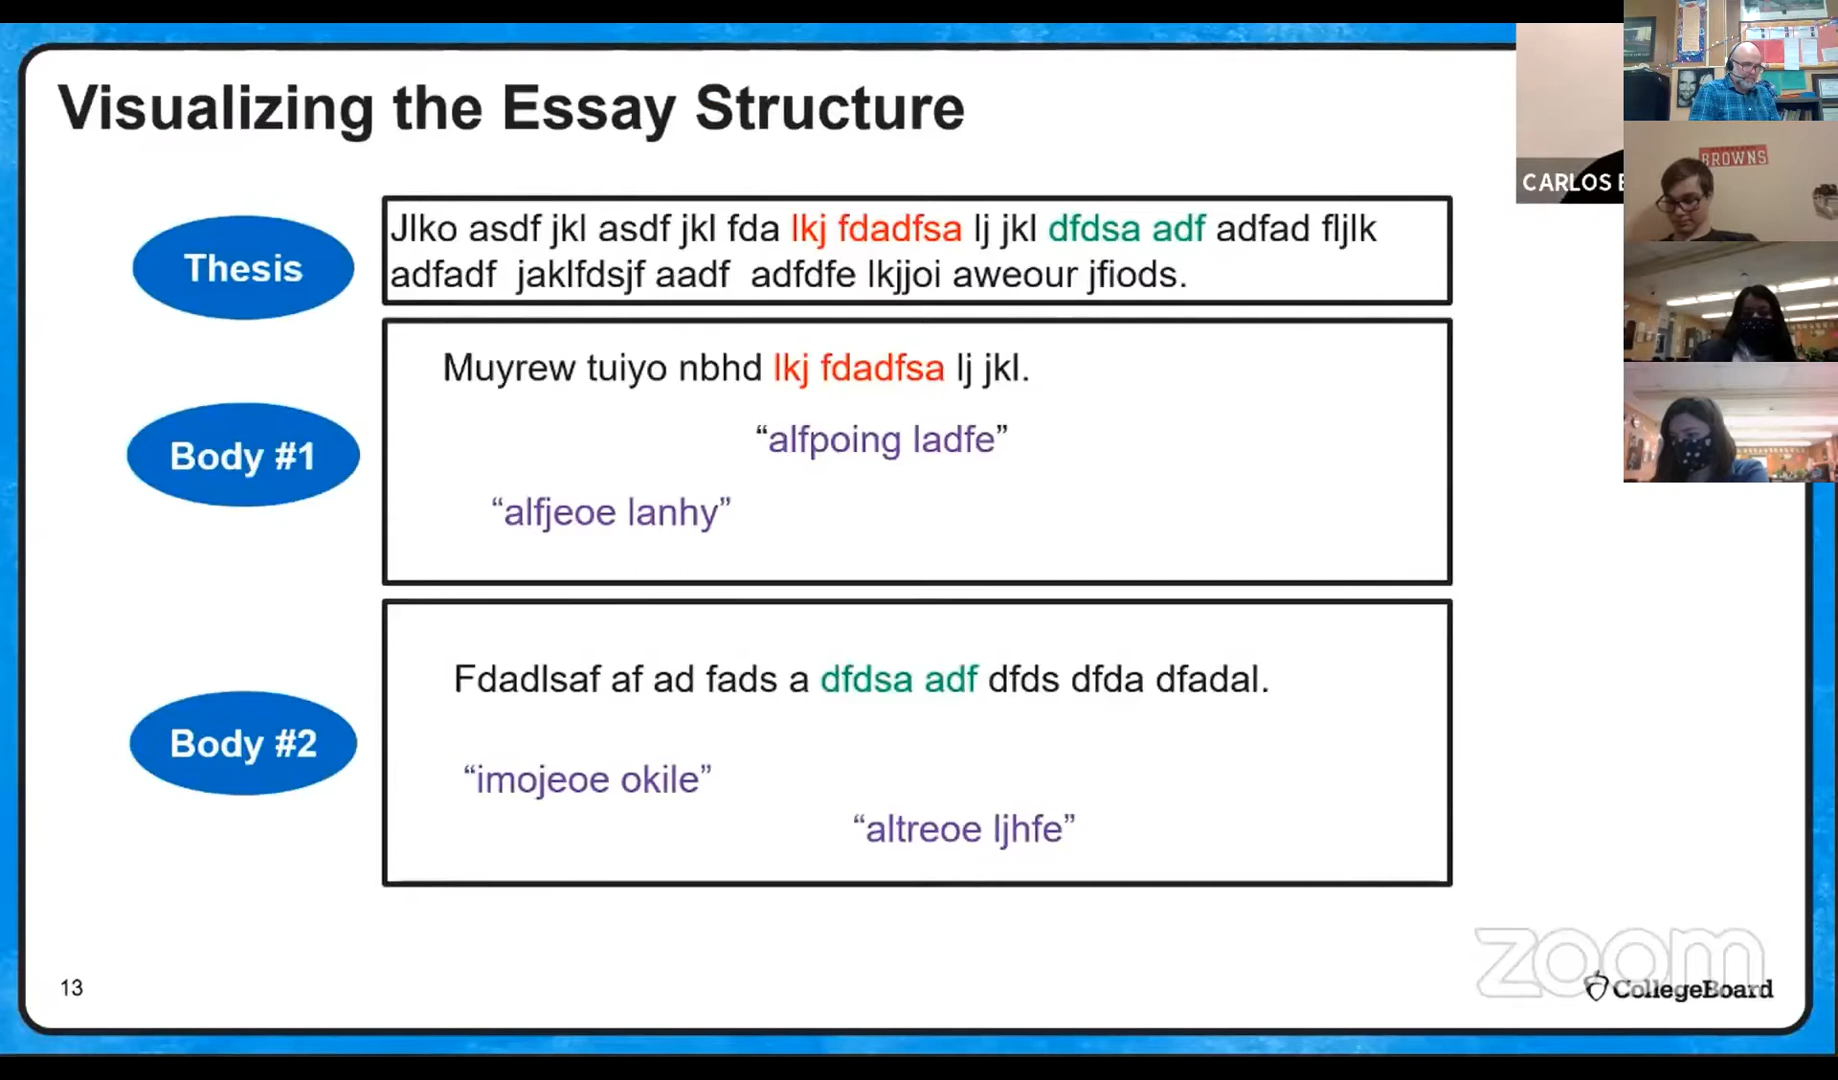 Visualizing the Essay Structure
CARLOS E
BROWNS
Thesis
Jlko asdf jkl asdf jkl fda lkj fdadfsa lj jkl dfdsa adf adfad fljlk
adfadf jaklfdsjf aadf adfdfe lkjjoi aweour jfiods.
Body #1
Muyrew tuiyo nbhd lkj fdadfsa lj jkl.
“alfpoing ladfe”
“alfjeoe lanhy”
Body #2
Fdadlsaf af ad fads a dfdsa adf dfds dfda dfadal.
“imojeoe okile”
“altreoe ljhfe”
13
zoom
CollegeBoard